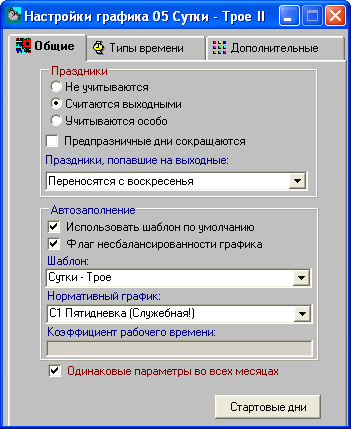 Настройки графика 05 Сутки - Трое II
Общие
Типы времени
Дополнительные
Праздники
Не учитываются
Считаются выходными
Учитываются особо
Предпразничные дни сокращаются
Праздники, попавшие на выходные:
Переносятся с воскресенья
Автозаполнение
Использовать шаблон по умолчанию
Флаг несбалансированности графика
Шаблон:
Сутки - Трое
Нормативный график:
С1 Пятидневка (Служебная!)
Коэффициент рабочего времени:
Одинаковые параметры во всех месяцах
Стартовые дни